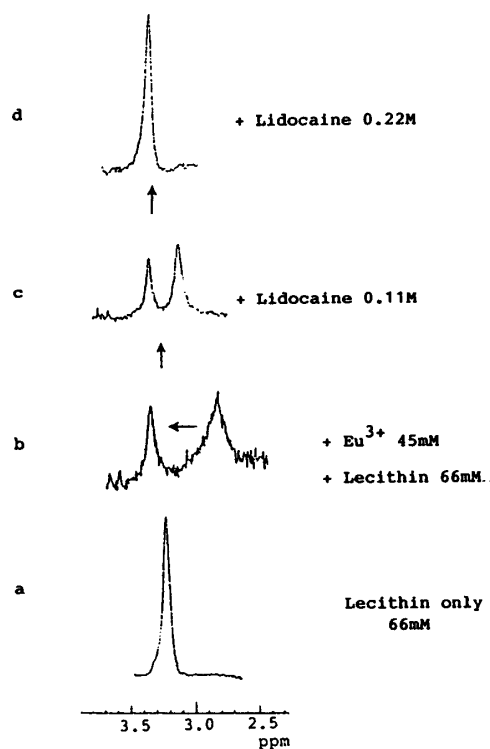 d
+ Lidocaine 0.22M
c
+ Lidocaine 0.11M
b
+ Eu3+ 45mM
+ Lecithin 66mM.
a
Lecithin only
66mM
3.5 3.0 2.5
ppm